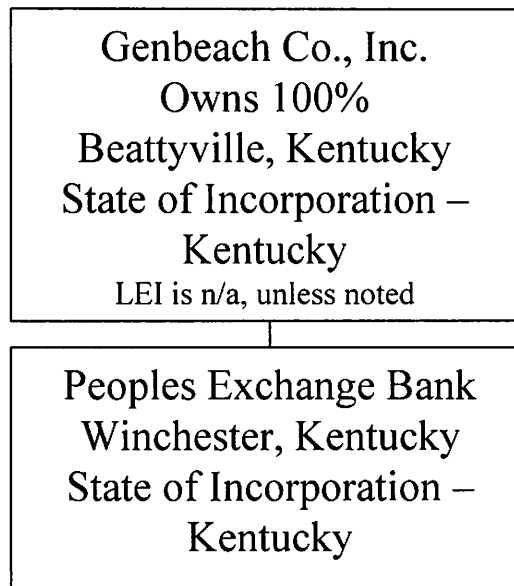 Genbeach Co., Inc.
Owns 100%
Beattyville, Kentucky
State of Incorporation –
Kentucky
LEI is n/a, unless noted
Peoples Exchange Bank
Winchester, Kentucky
State of Incorporation –
Kentucky